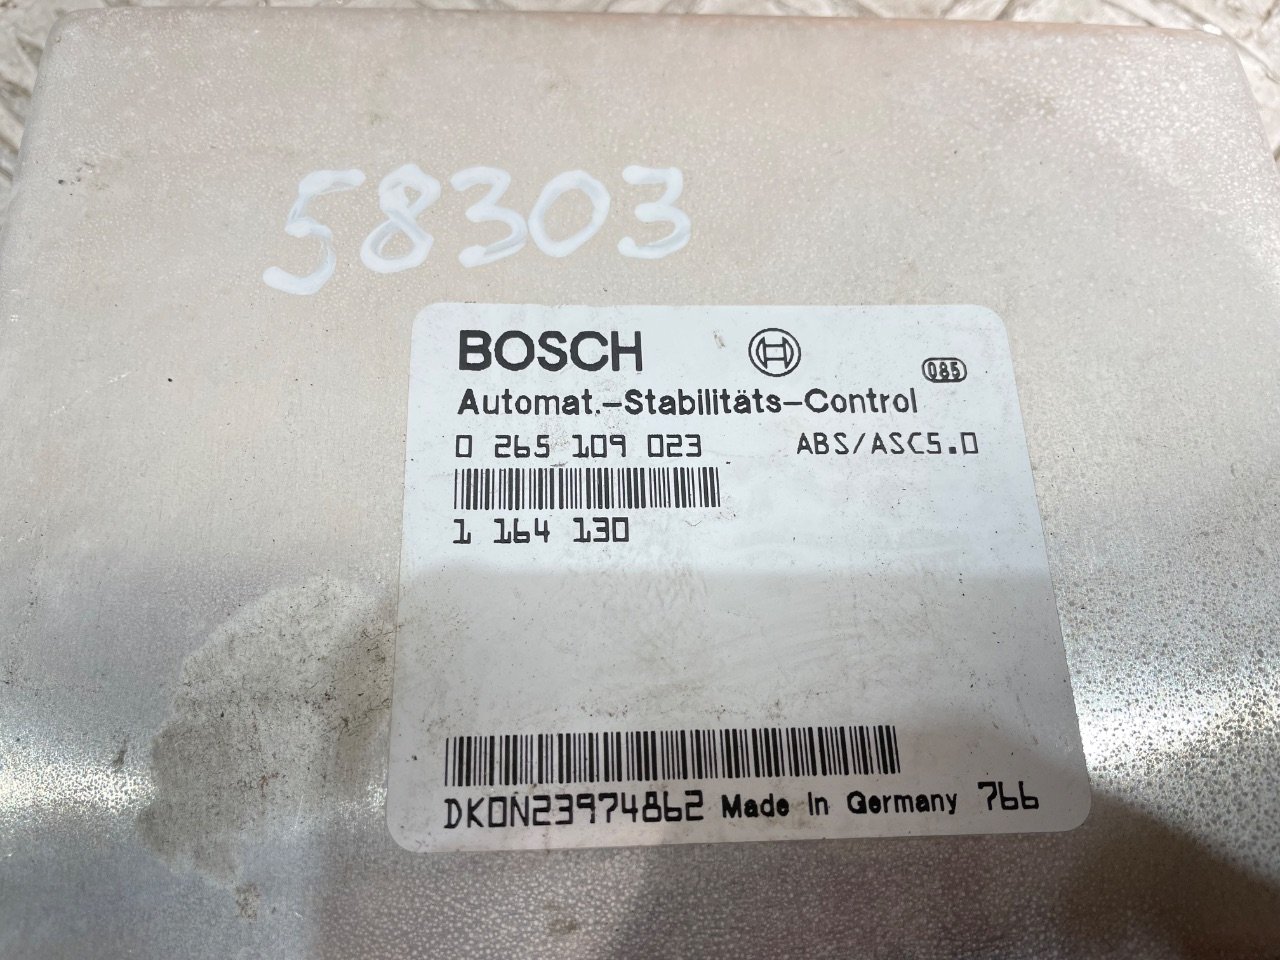 58303
BOSCH
085
Automat.-Stabilitäts-Control
0 265 109 023 ABS/ASC5.0
1 164 130
DK0N23974862 Made in Germany 766